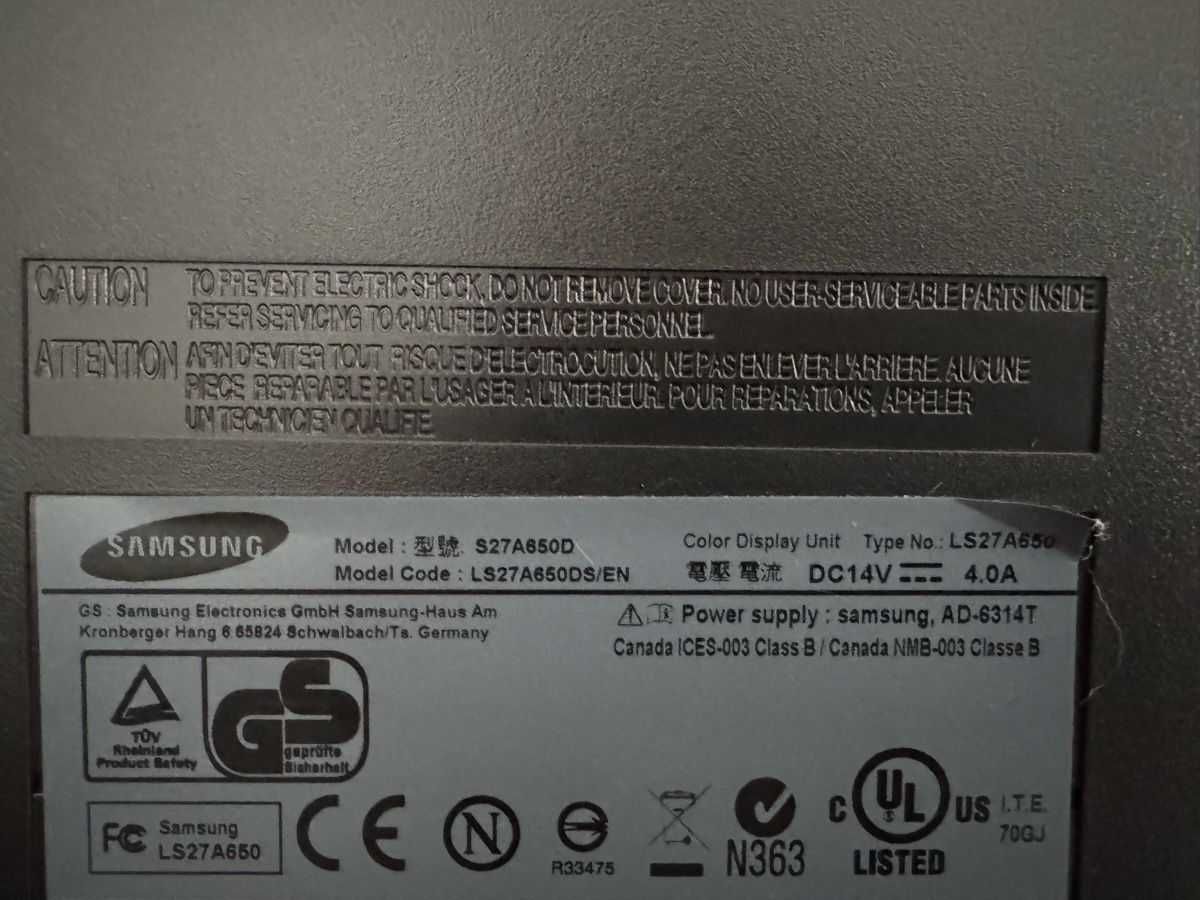 CAUTION TO PREVENT ELECTRIC SHOCK, DO NOT REMOVE COVER. NO USER-SERVICEABLE PARTS INSIDE
REFER SERVICING TO QUALIFIED SERVICE PERSONNEL.
ATTENTION AFIN D'EVITER TOUT RISQUE D'ELECTROCUTION, NE PAS ENLEVER L'ARRIERE. AUCUNE
PIECE REPARABLE PAR L'USAGER A L'INTERIEUR. POUR REPARATIONS, APPELER
UN TECHNICIEN QUALIFIE.
SAMSUNG
Model : 型號. S27A650D
Model Code : LS27A650DS/EN
Color Display Unit Type No.: LS27A650
電壓 電流 DC14V 4.0A
GS : Samsung Electronics GmbH Samsung-Haus Am
Kronberger Hang 6 65824 Schwalbach/Ts. Germany
Power supply : samsung, AD-6314T
Canada ICES-003 Class B / Canada NMB-003 Classe B
TÜV
Rheinland
Product Safety
GS
geprüfte
Sicherheit
FC Samsung
LS27A650
CE
N
R33475
N363
C UL US
LISTED
I.T.E.
70GJ